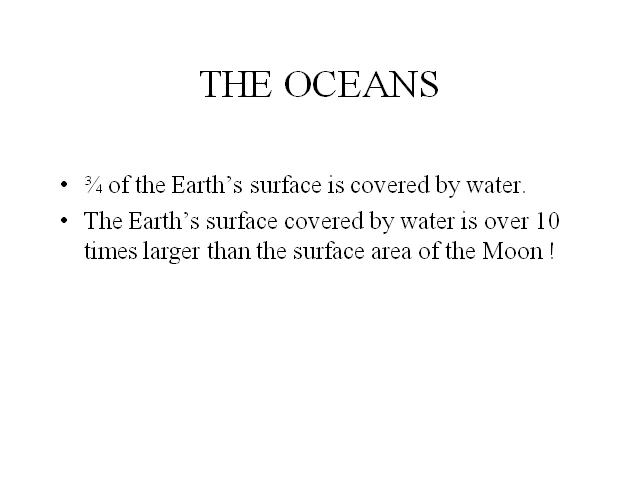 THE OCEANS
• ¾ of the Earth’s surface is covered by water.
• The Earth’s surface covered by water is over 10
times larger than the surface area of the Moon !